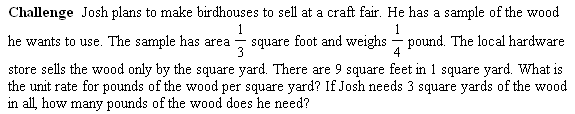 Challenge Josh plans to make birdhouses to sell at a craft fair. He has a sample of the wood
he wants to use. The sample has area 1/3 square foot and weighs 1/4 pound. The local hardware
store sells the wood only by the square yard. There are 9 square feet in 1 square yard. What is
the unit rate for pounds of the wood per square yard? If Josh needs 3 square yards of the wood
in all, how many pounds of the wood does he need?